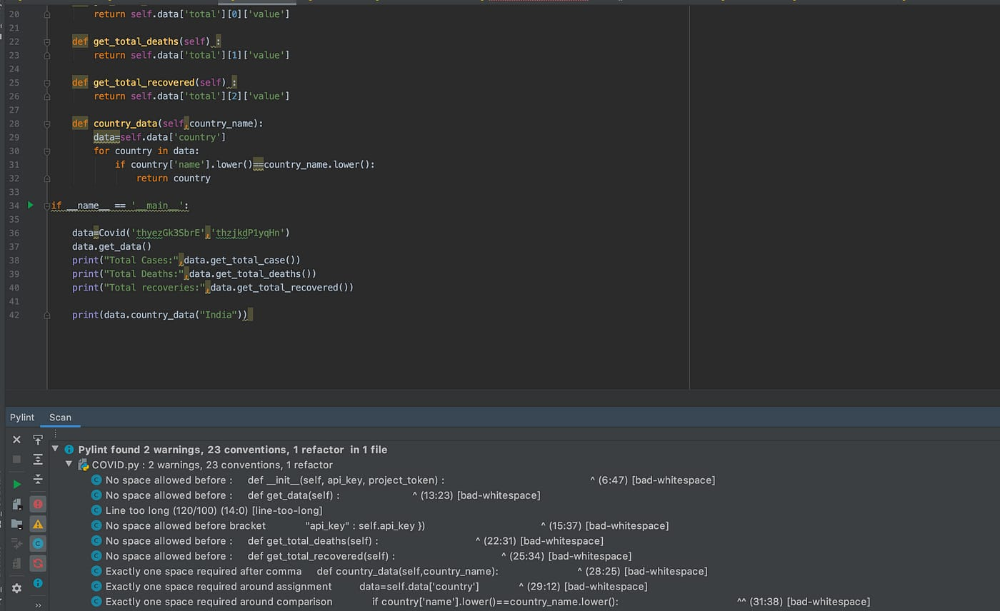 20 return self.data['total'][0]['value']
21
22 def get_total_deaths(self) :
23 return self.data['total'][1]['value']
24
25 def get_total_recovered(self) :
26 return self.data['total'][2]['value']
27
28 def country_data(self,country_name):
29 data=self.data['country']
30 for country in data:
31 if country['name'].lower()==country_name.lower():
32 return country
33
34 if __name__ == '__main__':
35
36 data=Covid('thyezGk3SbrE','thzjkdP1yqHn')
37 data.get_data()
38 print("Total Cases:",data.get_total_case())
39 print("Total Deaths:",data.get_total_deaths())
40 print("Total recoveries:",data.get_total_recovered())
41
42 print(data.country_data("India"))
Pylint Scan
Pylint found 2 warnings, 23 conventions, 1 refactor in 1 file
COVID.py : 2 warnings, 23 conventions, 1 refactor
C No space allowed before : def __init__(self, api_key, project_token) : ^ (6:47) [bad-whitespace]
C No space allowed before : def get_data(self) : ^ (13:23) [bad-whitespace]
C Line too long (120/100) (14:0) [line-too-long]
C No space allowed before bracket "api_key" : self.api_key }) ^ (15:37) [bad-whitespace]
C No space allowed before : def get_total_deaths(self) : ^ (22:31) [bad-whitespace]
C No space allowed before : def get_total_recovered(self) : ^ (25:34) [bad-whitespace]
C Exactly one space required after comma def country_data(self,country_name): ^ (28:25) [bad-whitespace]
C Exactly one space required around assignment data=self.data['country'] ^ (29:12) [bad-whitespace]
C Exactly one space required around comparison if country['name'].lower()==country_name.lower(): ^^ (31:38) [bad-whitespace]